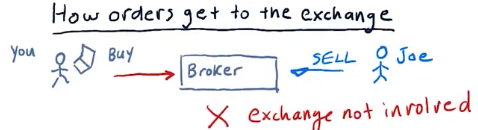 How orders get to the exchange
You Buy Broker SELL Joe
X exchange not involved